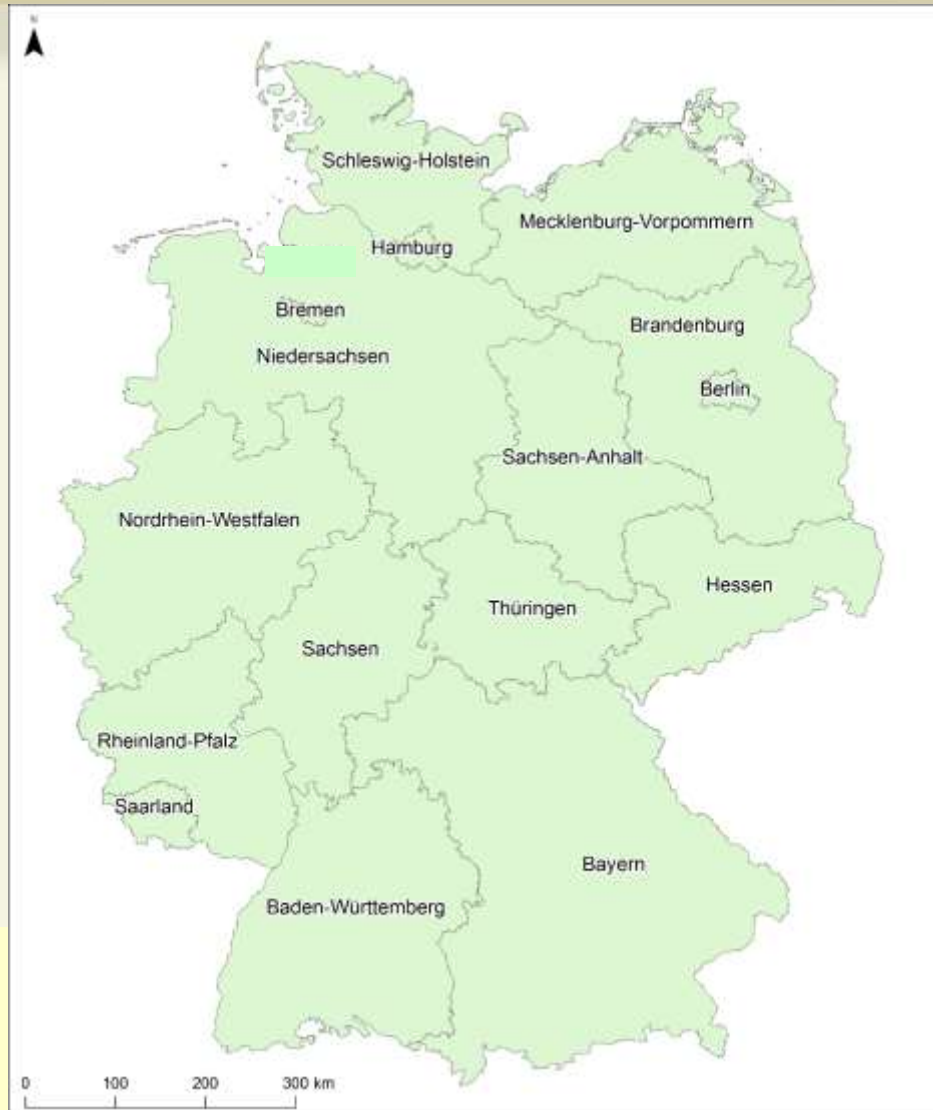 N
Schleswig-Holstein
Mecklenburg-Vorpommern
Hamburg
Bremen
Brandenburg
Niedersachsen
Berlin
Sachsen-Anhalt
Nordrhein-Westfalen
Hessen
Thüringen
Sachsen
Rheinland-Pfalz
Saarland
Bayern
Baden-Württemberg
0 100 200 300 km